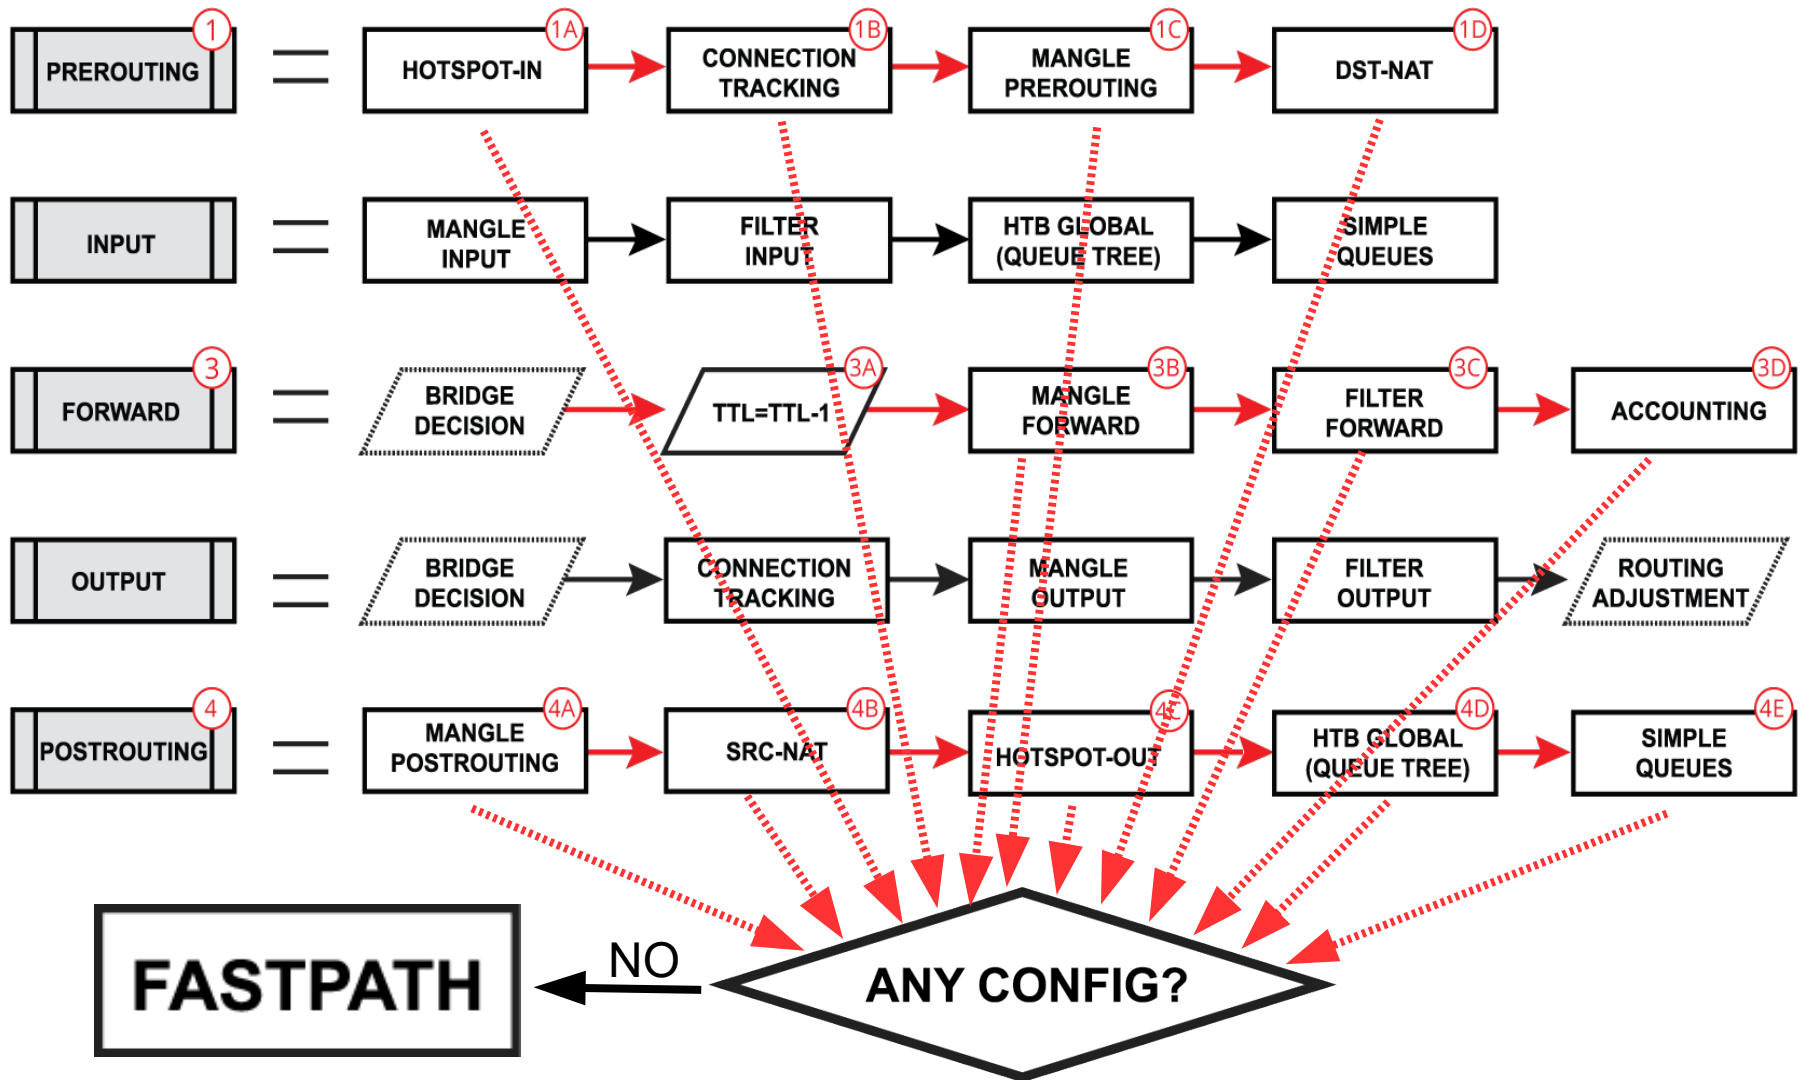 1
1A
1B
1C
1D
PREROUTING
HOTSPOT-IN
CONNECTION
TRACKING
MANGLE
PREROUTING
DST-NAT
INPUT
MANGLE
INPUT
FILTER
INPUT
HTB GLOBAL
(QUEUE TREE)
SIMPLE
QUEUES
3
3A
3B
3C
3D
FORWARD
BRIDGE
DECISION
TTL=TTL-1
MANGLE
FORWARD
FILTER
FORWARD
ACCOUNTING
OUTPUT
BRIDGE
DECISION
CONNECTION
TRACKING
MANGLE
OUTPUT
FILTER
OUTPUT
ROUTING
ADJUSTMENT
4
4A
4B
4C
4D
4E
POSTROUTING
MANGLE
POSTROUTING
SRC-NAT
HOTSPOT-OUT
HTB GLOBAL
(QUEUE TREE)
SIMPLE
QUEUES
FASTPATH
NO
ANY CONFIG?